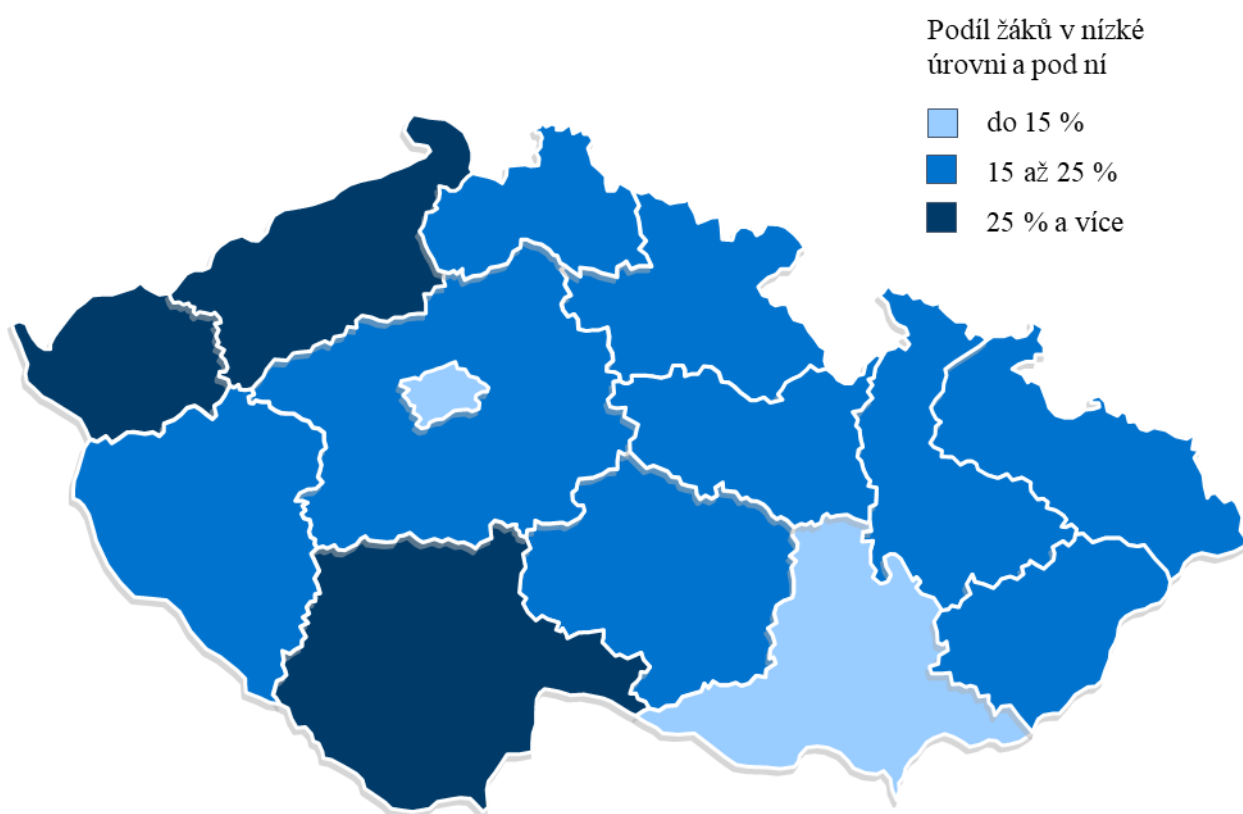 Podíl žáků v nízké
úrovni a pod ní
do 15 %
15 až 25 %
25 % a více